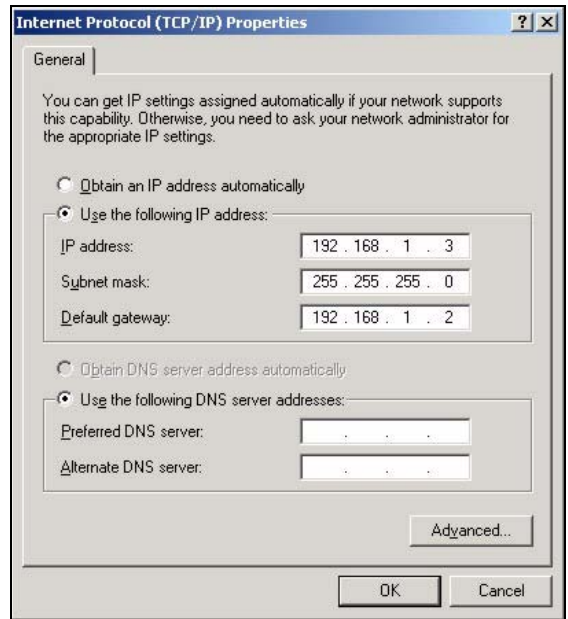 Internet Protocol (TCP/IP) Properties
General
You can get IP settings assigned automatically if your network supports
this capability. Otherwise, you need to ask your network administrator for
the appropriate IP settings.
Obtain an IP address automatically
Use the following IP address:
IP address: 192 . 168 . 1 . 3
Subnet mask: 255 . 255 . 255 . 0
Default gateway: 192 . 168 . 1 . 2
Obtain DNS server address automatically
Use the following DNS server addresses:
Preferred DNS server: . . .
Alternate DNS server: . . .
Advanced...
OK Cancel